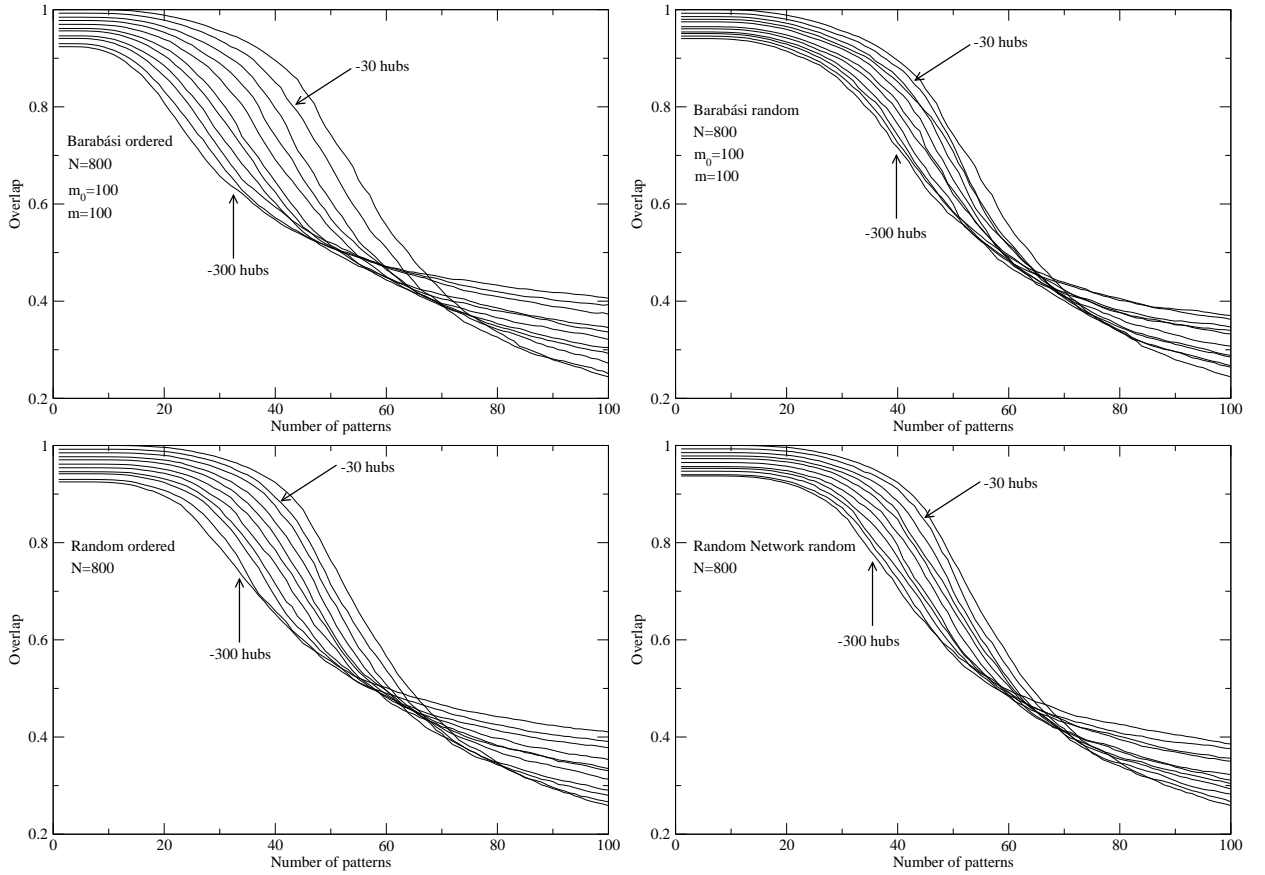 1
0.8
0.6
0.4
0.2
Overlap
-30 hubs
Barabási ordered
N=800
m0=100
m=100
-300 hubs
0 20 40 60 80 100
Number of patterns
1
0.8
0.6
0.4
0.2
Overlap
-30 hubs
Barabási random
N=800
m0=100
m=100
-300 hubs
0 20 40 60 80 100
Number of patterns
1
0.8
0.6
0.4
0.2
Overlap
-30 hubs
Random ordered
N=800
-300 hubs
0 20 40 60 80 100
Number of patterns
1
0.8
0.6
0.4
0.2
Overlap
-30 hubs
Random Network random
N=800
-300 hubs
0 20 40 60 80 100
Number of patterns